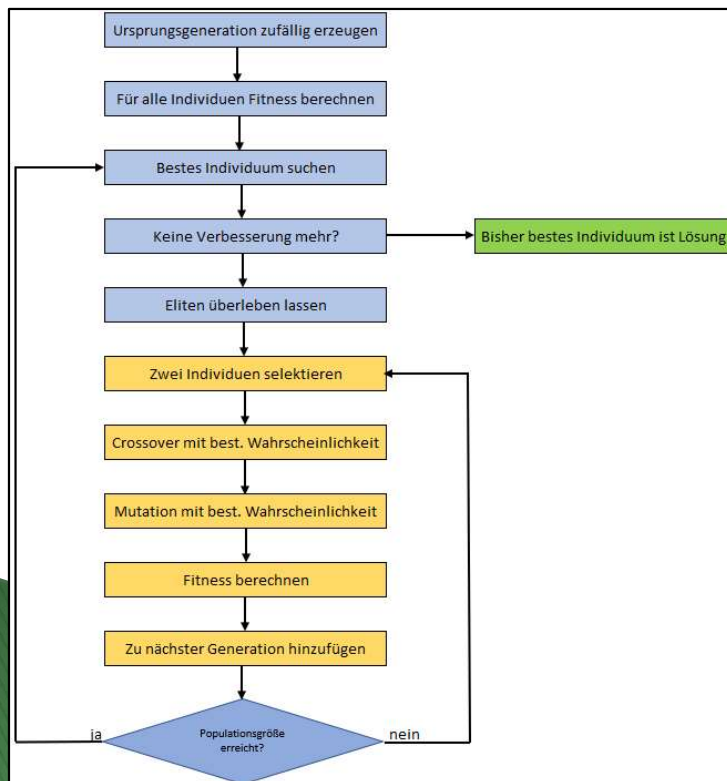 Ursprungsgeneration zufällig erzeugen
Für alle Individuen Fitness berechnen
Bestes Individuum suchen
Keine Verbesserung mehr?
Bisher bestes Individuum ist Lösung
Eliten überleben lassen
Zwei Individuen selektieren
Crossover mit best. Wahrscheinlichkeit
Mutation mit best. Wahrscheinlichkeit
Fitness berechnen
Zu nächster Generation hinzufügen
ja
Populationsgröße
erreicht?
nein